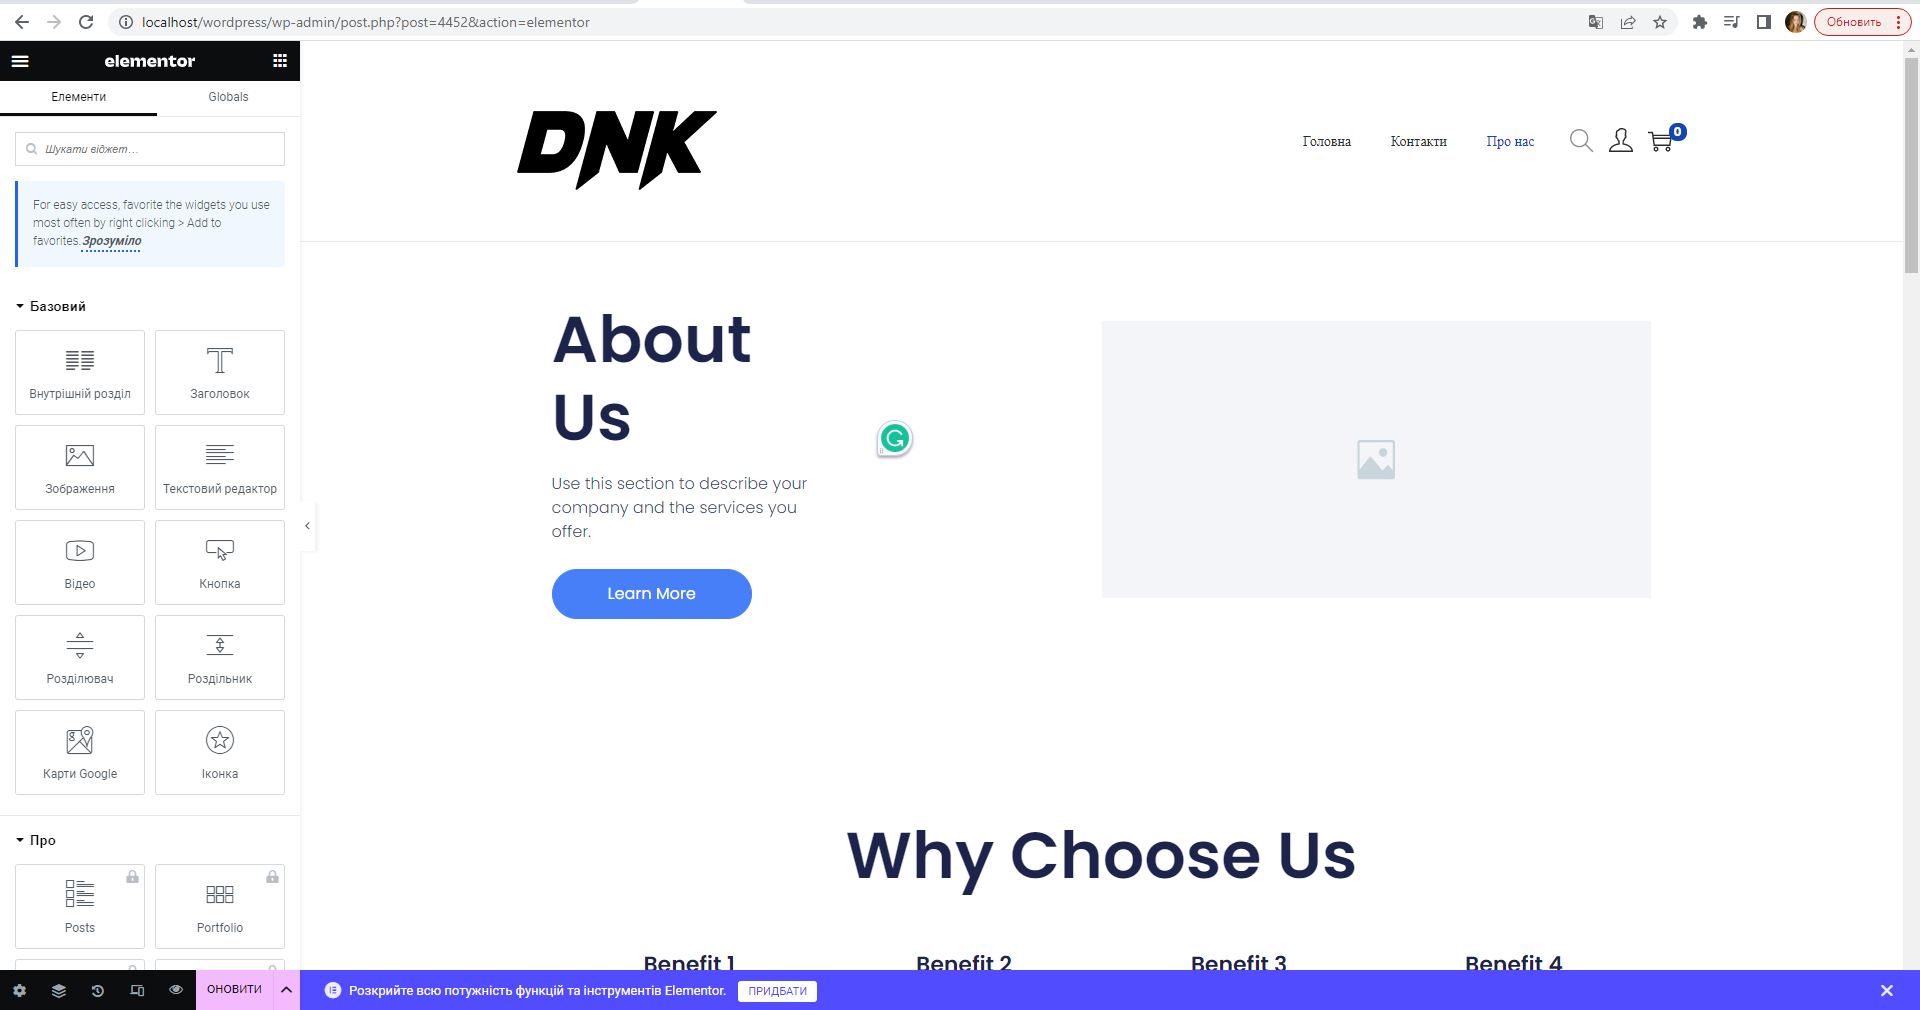 localhost/wordpress/wp-admin/post.php?post=4452&action=elementor
Обновить
elementor
Елементи
Globals
Шукати віджет...
For easy access, favorite the widgets you use
most often by right clicking > Add to
favorites. Зрозуміло
Базовий
Внутрішній розділ
Заголовок
Зображення
Текстовий редактор
Відео
Кнопка
Розділювач
Роздільник
Карти Google
Іконка
Про
Posts
Portfolio
ОНОВИТИ
DNK
Головна
Контакти
Про нас
0
About
Us
Use this section to describe your
company and the services you
offer.
Learn More
Why Choose Us
Benefit 1
Benefit 2
Benefit 3
Benefit 4
Розкрийте всю потужність функцій та інструментів Elementor.
ПРИДБАТИ